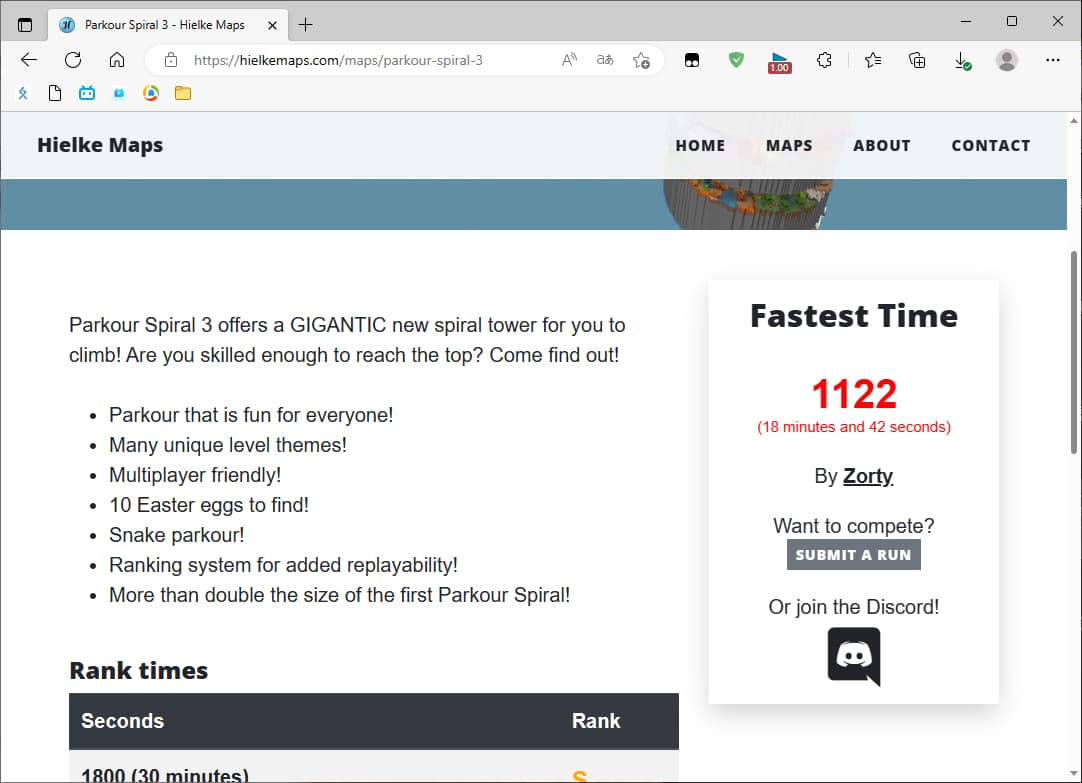 Parkour Spiral 3 - Hielke Maps
https://hielkemaps.com/maps/parkour-spiral-3
1.00
Hielke Maps
HOME MAPS ABOUT CONTACT
Parkour Spiral 3 offers a GIGANTIC new spiral tower for you to
climb! Are you skilled enough to reach the top? Come find out!
Parkour that is fun for everyone!
Many unique level themes!
Multiplayer friendly!
10 Easter eggs to find!
Snake parkour!
Ranking system for added replayability!
More than double the size of the first Parkour Spiral!
Rank times
Seconds Rank
1800 (30 minutes) S
Fastest Time
1122
(18 minutes and 42 seconds)
By Zorty
Want to compete?
SUBMIT A RUN
Or join the Discord!